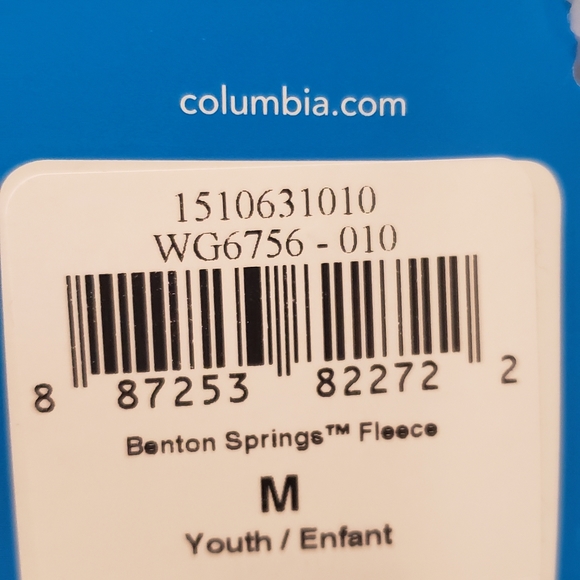 columbia.com
1510631010
WG6756 - 010
8 87253 82272 2
Benton Springs™ Fleece
M
Youth / Enfant